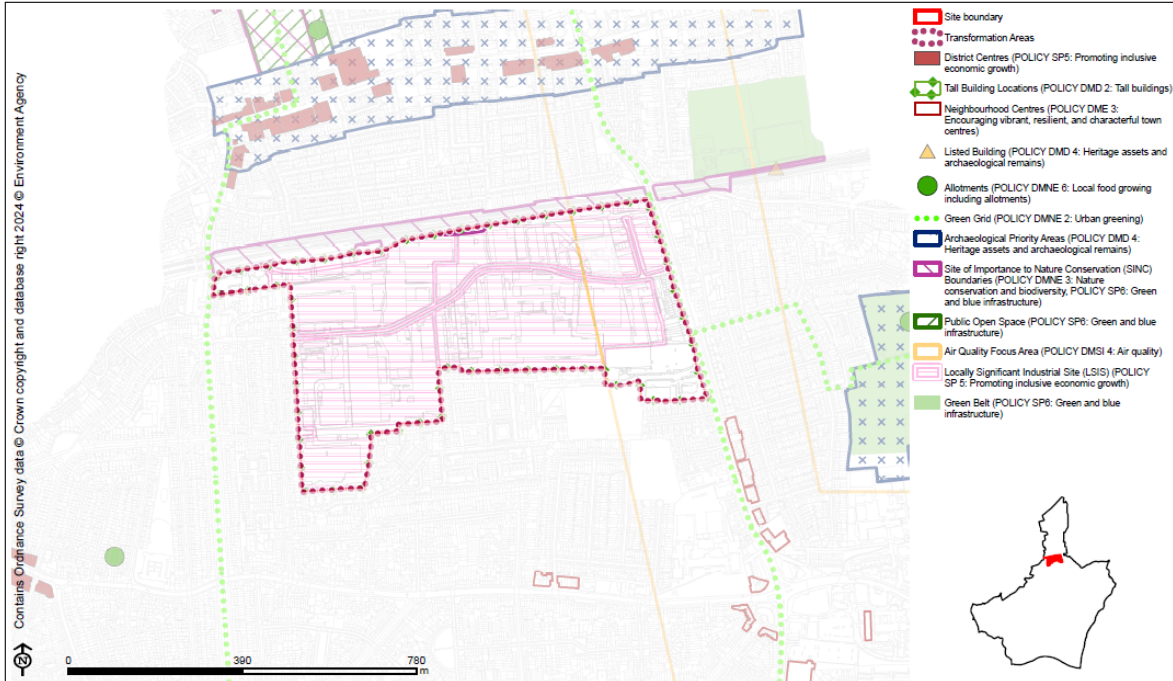 Contains Ordnance Survey data © Crown copyright and database right 2024 © Environment Agency
Site boundary
Transformation Areas
District Centres (POLICY SP5: Promoting inclusive
economic growth)
Tall Building Locations (POLICY DMD 2: Tall buildings)
Neighbourhood Centres (POLICY DME 3:
Encouraging vibrant, resilient, and characterful town
centres)
Listed Building (POLICY DMD 4: Heritage assets and
archaeological remains)
Allotments (POLICY DMNE 6: Local food growing
including allotments)
Green Grid (POLICY DMNE 2: Urban greening)
Archaeological Priority Areas (POLICY DMD 4:
Heritage assets and archaeological remains)
Site of Importance to Nature Conservation (SINC)
Boundaries (POLICY DMNE 3: Nature
conservation and biodiversity, POLICY SP6: Green
and blue infrastructure)
Public Open Space (POLICY SP6: Green and blue
infrastructure)
Air Quality Focus Area (POLICY DMSI 4: Air quality)
Locally Significant Industrial Site (LSIS) (POLICY
SP 5: Promoting inclusive economic growth)
Green Belt (POLICY SP6: Green and blue
infrastructure)
N
0 390 780
m